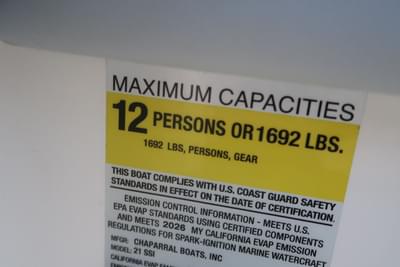 MAXIMUM CAPACITIES
12 PERSONS OR 1692 LBS.
1692 LBS, PERSONS, GEAR
THIS BOAT COMPLIES WITH U.S. COAST GUARD SAFETY
STANDARDS IN EFFECT ON THE DATE OF CERTIFICATION.
EMISSION CONTROL INFORMATION - MEETS U.S.
EPA EVAP STANDARDS USING CERTIFIED COMPONENTS
AND MEETS 2026 MY CALIFORNIA EVAP EMISSION
REGULATIONS FOR SPARK-IGNITION MARINE WATERCRAFT
MFGR: CHAPARRAL BOATS, INC
MODEL: 21 SSI
CALIFORNIA EVAP